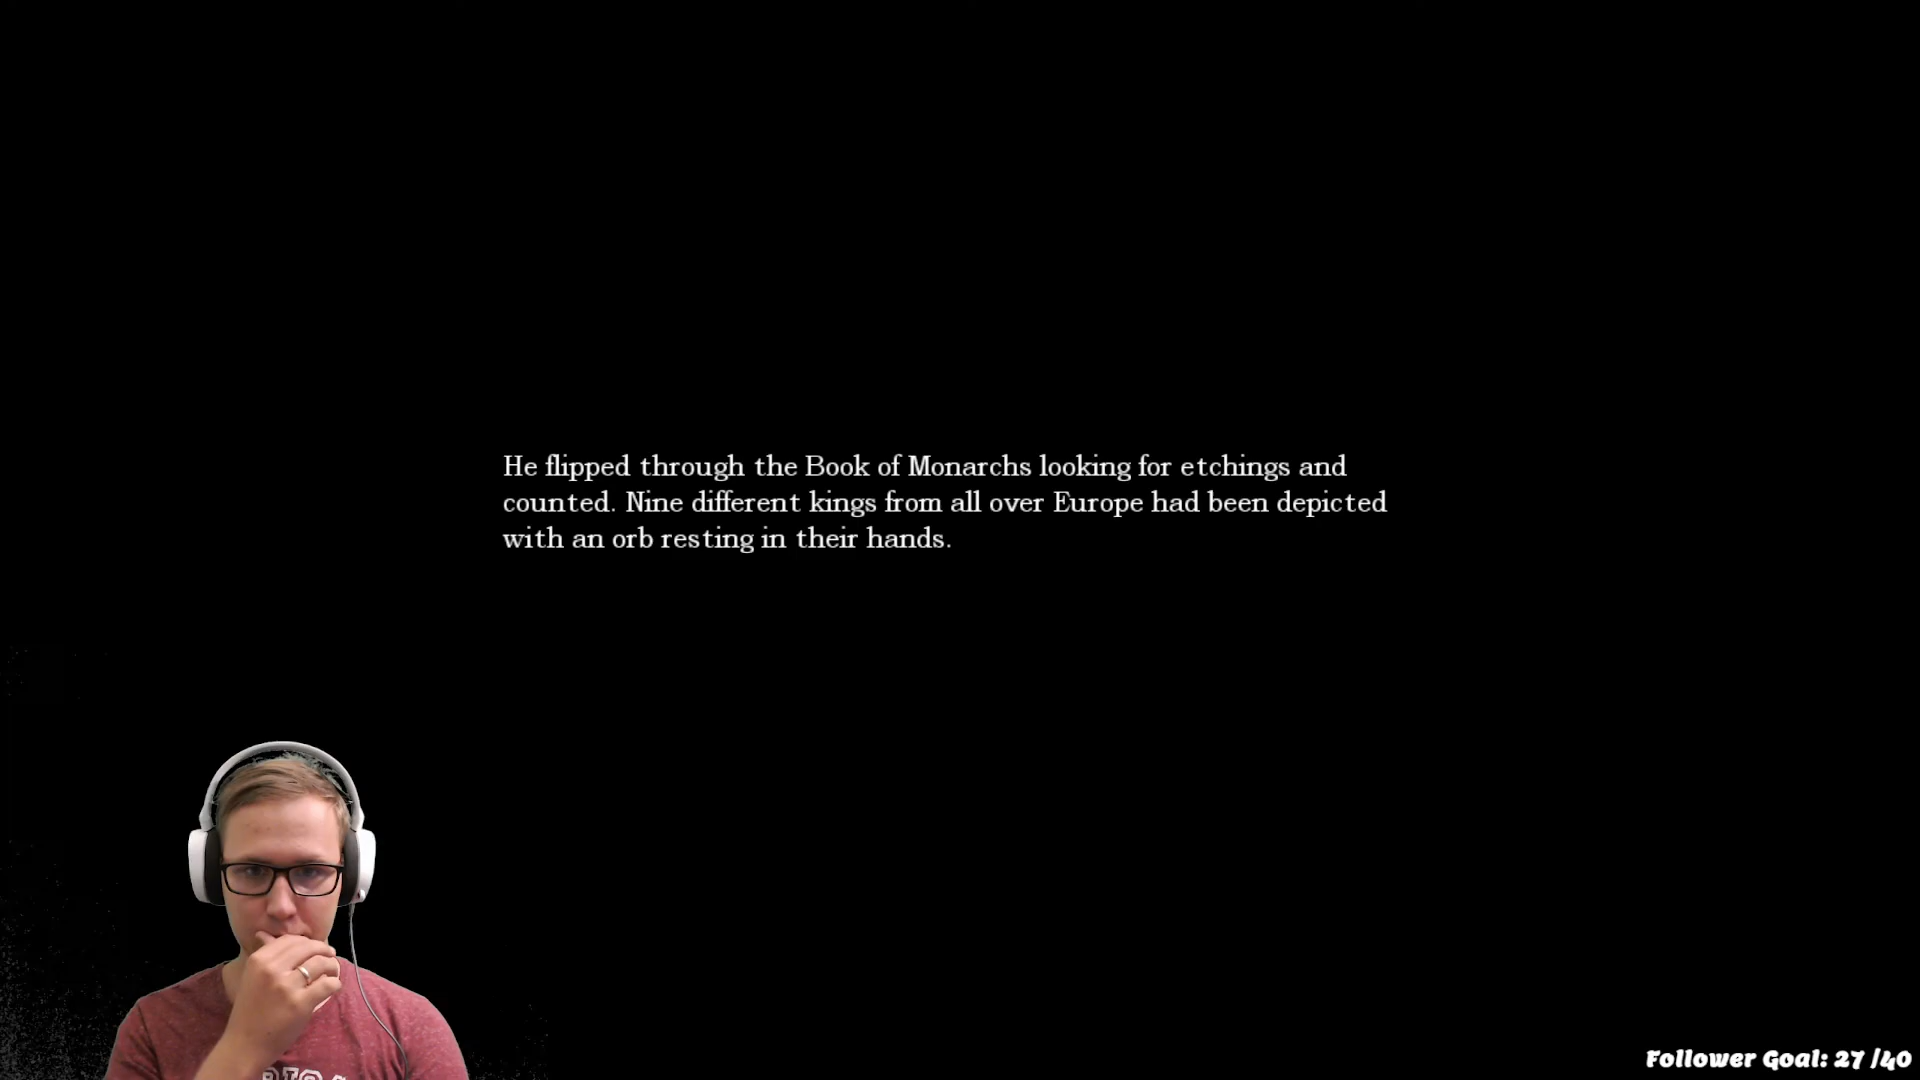 He flipped through the Book of Monarchs looking for etchings and
counted. Nine different kings from all over Europe had been depicted
with an orb resting in their hands.
Follower Goal: 27 /40